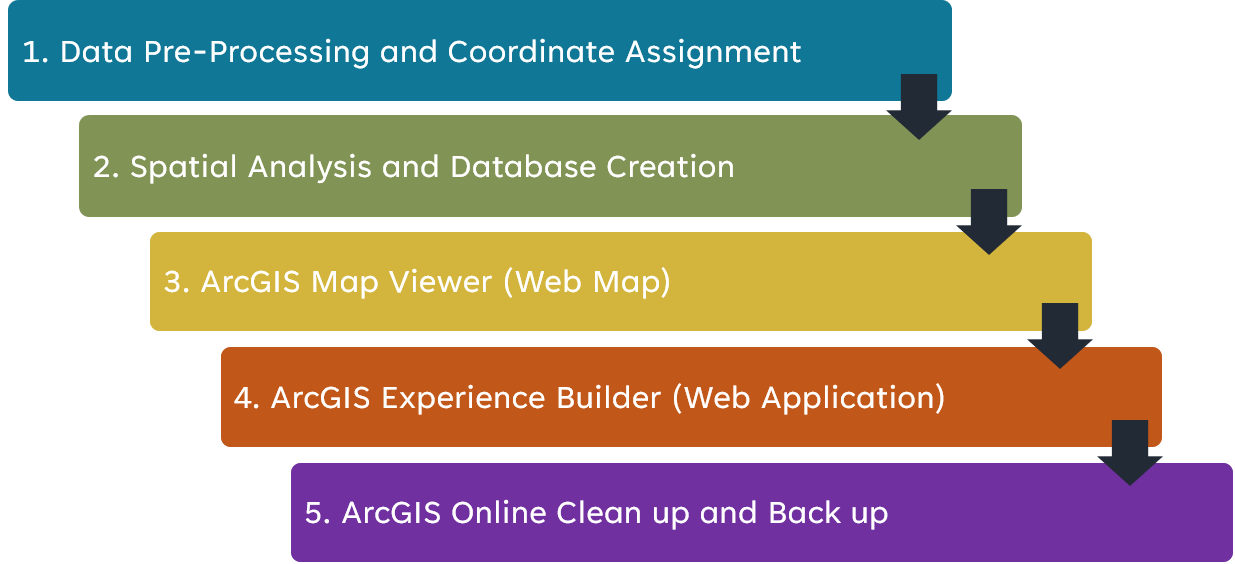 1. Data Pre-Processing and Coordinate Assignment
2. Spatial Analysis and Database Creation
3. ArcGIS Map Viewer (Web Map)
4. ArcGIS Experience Builder (Web Application)
5. ArcGIS Online Clean up and Back up